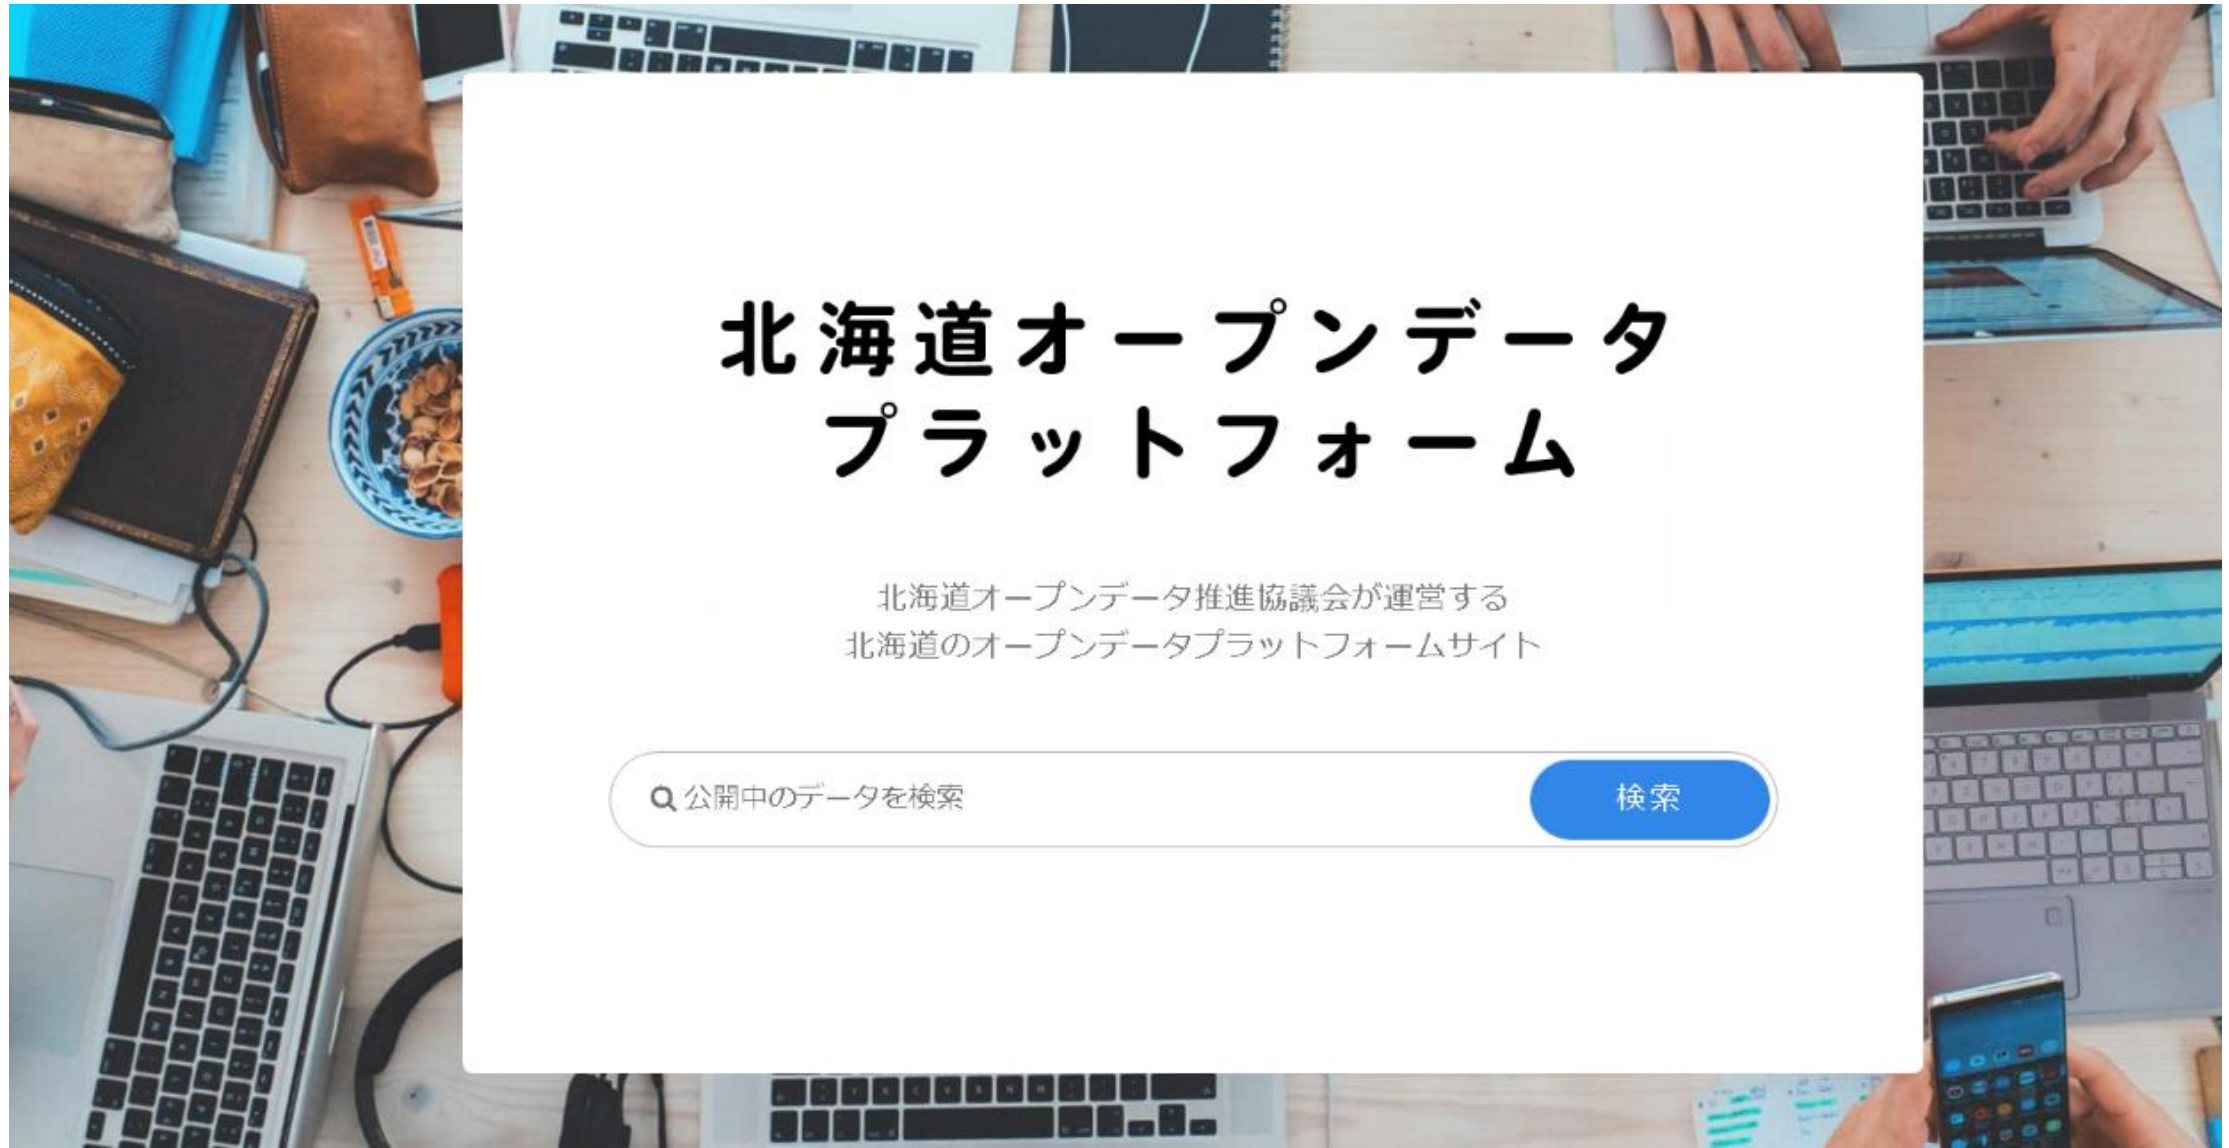 北海道オープンデータ
プラットフォーム
北海道オープンデータ推進協議会が運営する
北海道のオープンデータプラットフォームサイト
公開中のデータを検索
検索